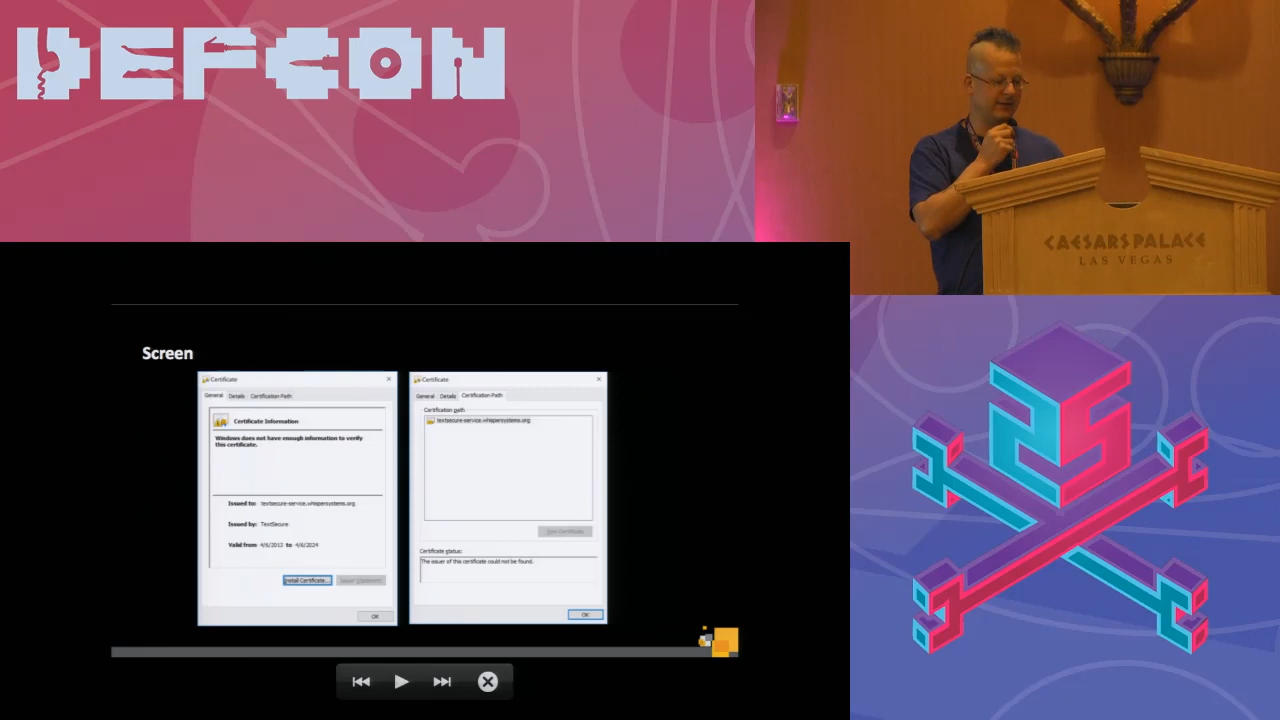 DEFCON
CAESARS PALACE
LAS VEGAS
Screen
Certificate
General Details Certification Path
Certificate Information
Windows does not have enough information to verify
this certificate.
Issued to: textsecure-service.whispersystems.org
Issued by: TextSecure
Valid from 4/6/2013 to 4/6/2024
Install Certificate... Issuer Statement
OK
Certificate
General Details Certification Path
Certification path
textsecure-service.whispersystems.org
View Certificate
Certificate status:
The issuer of this certificate could not be found.
OK
25